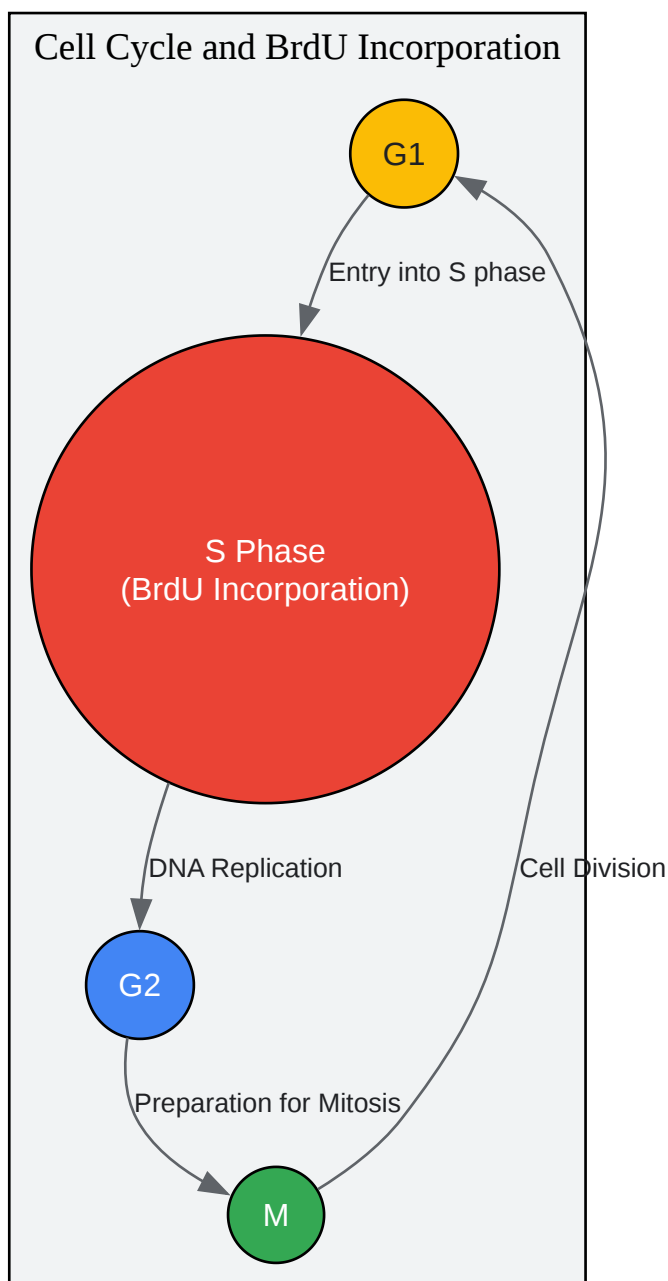 Cell Cycle and BrdU Incorporation
G1
Entry into S phase
S Phase
(BrdU Incorporation)
DNA Replication
Cell Division
G2
Preparation for Mitosis
M